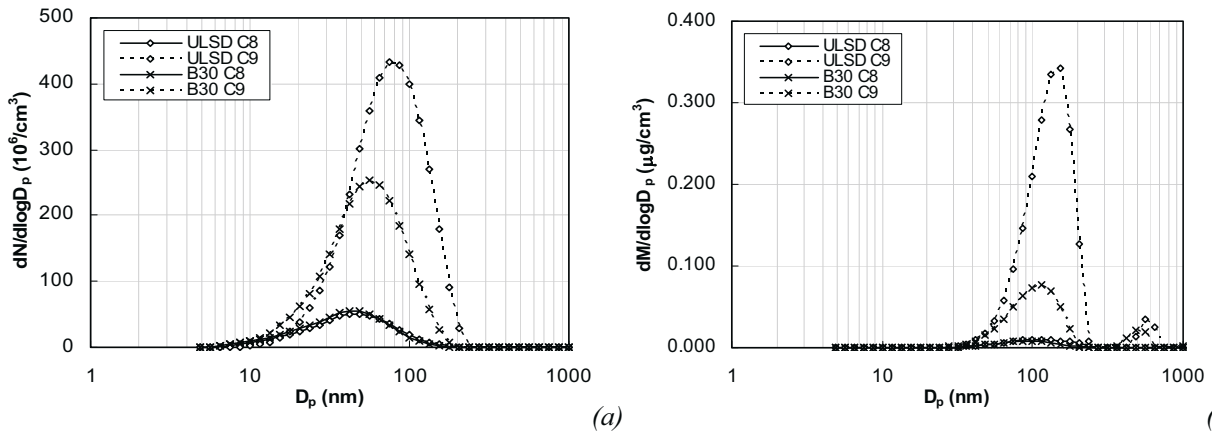 500
400
300
200
100
0
dN/dlogDp (10⁶/cm³)
ULSD C8
ULSD C9
B30 C8
B30 C9
1 10 100 1000
Dp (nm)
(a)
0.400
0.300
0.200
0.100
0.000
dM/dlogDp (µg/cm³)
ULSD C8
ULSD C9
B30 C8
B30 C9
1 10 100 1000
Dp (nm)
(